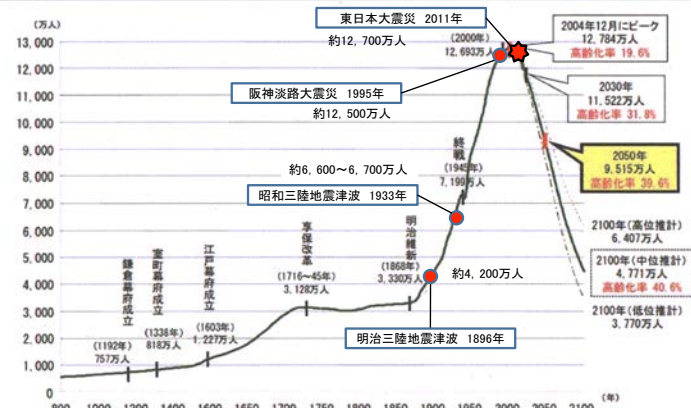 (万人)
東日本大震災 2011年
約12,700万人
(2000年)
12,693万人
2004年12月にピーク
12,784万人
高齢化率 19.6%
阪神淡路大震災 1995年
約12,500万人
2030年
11,522万人
高齢化率 31.8%
終戦
(1945年)
7,199万人
約6,600～6,700万人
昭和三陸地震津波 1933年
2050年
9,515万人
高齢化率 39.6%
2100年(高位推計)
6,407万人
2100年(中位推計)
4,771万人
高齢化率 40.6%
2100年(低位推計)
3,770万人
鎌倉幕府成立
(1192年)
757万人
室町幕府成立
(1338年)
818万人
江戸幕府成立
(1603年)
1,227万人
享保改革
(1716～45年)
3,128万人
明治維新
(1868年)
3,330万人
約4,200万人
明治三陸地震津波 1896年
13,000
12,000
11,000
10,000
9,000
8,000
7,000
6,000
5,000
4,000
3,000
2,000
1,000
0
800 1000 1200 1400 1600 1700 1750 1800 1850 1900 1950 2000 2050 2100 (年)